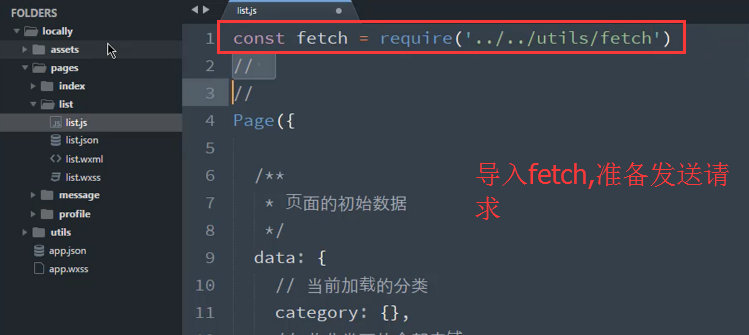 FOLDERS
locally
assets
pages
index
list
list.js
list.json
list.wxml
list.wxss
message
profile
utils
app.json
app.wxss
list.js
1 const fetch = require('../../utils/fetch')
2 //
3 //
4 Page({
5
6 /**
7 * 页面的初始数据
8 */
9 data: {
10 // 当前加载的分类
11 category: {},
导入fetch,准备发送请
求